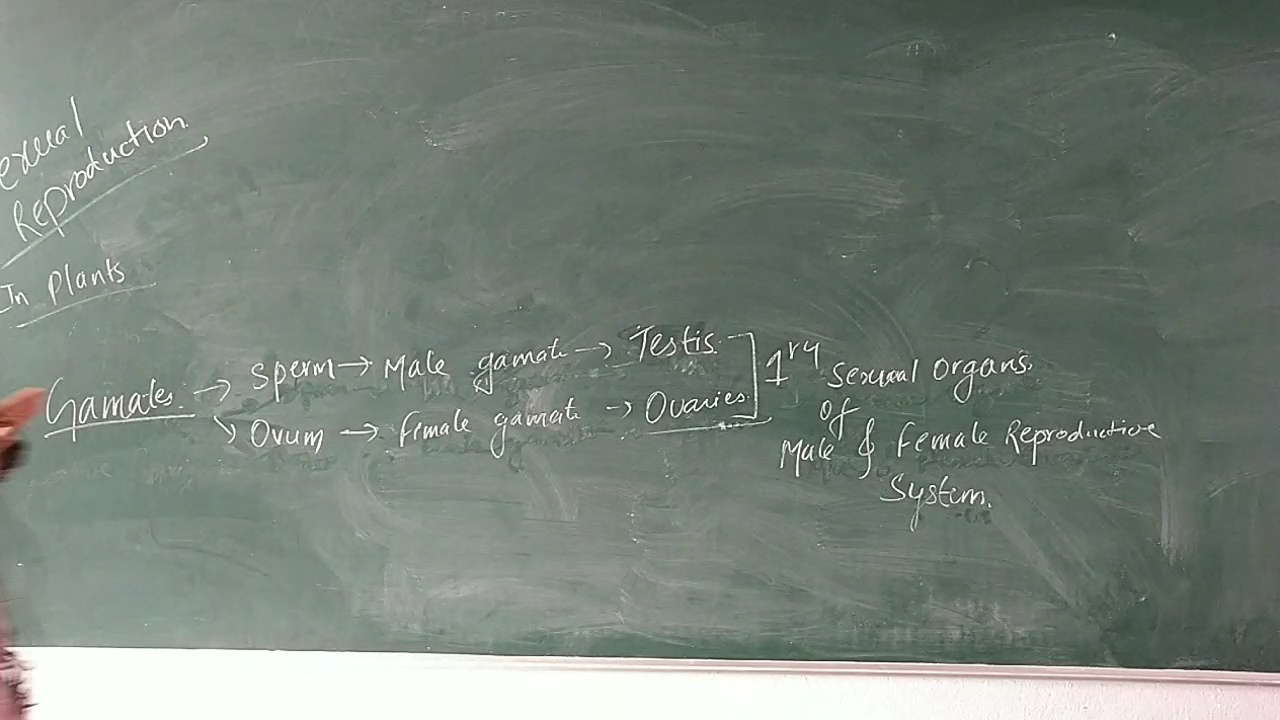 exual
Reproduction
In Plants
Gamates → Sperm → Male gamate → Testis
→ Ovum → female gamate → Ovaries
1ry Sexual Organs.
of
Male & Female Reproductive
System.